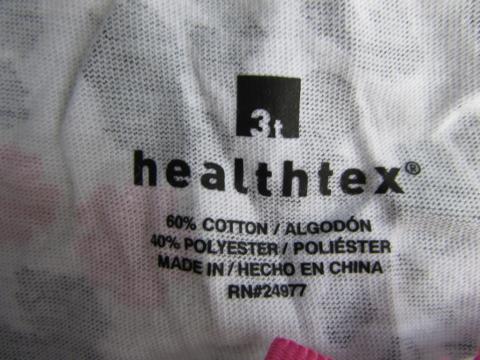 3t
healthtex®
60% COTTON / ALGODÓN
40% POLYESTER / POLIÉSTER
MADE IN / HECHO EN CHINA
RN#24977